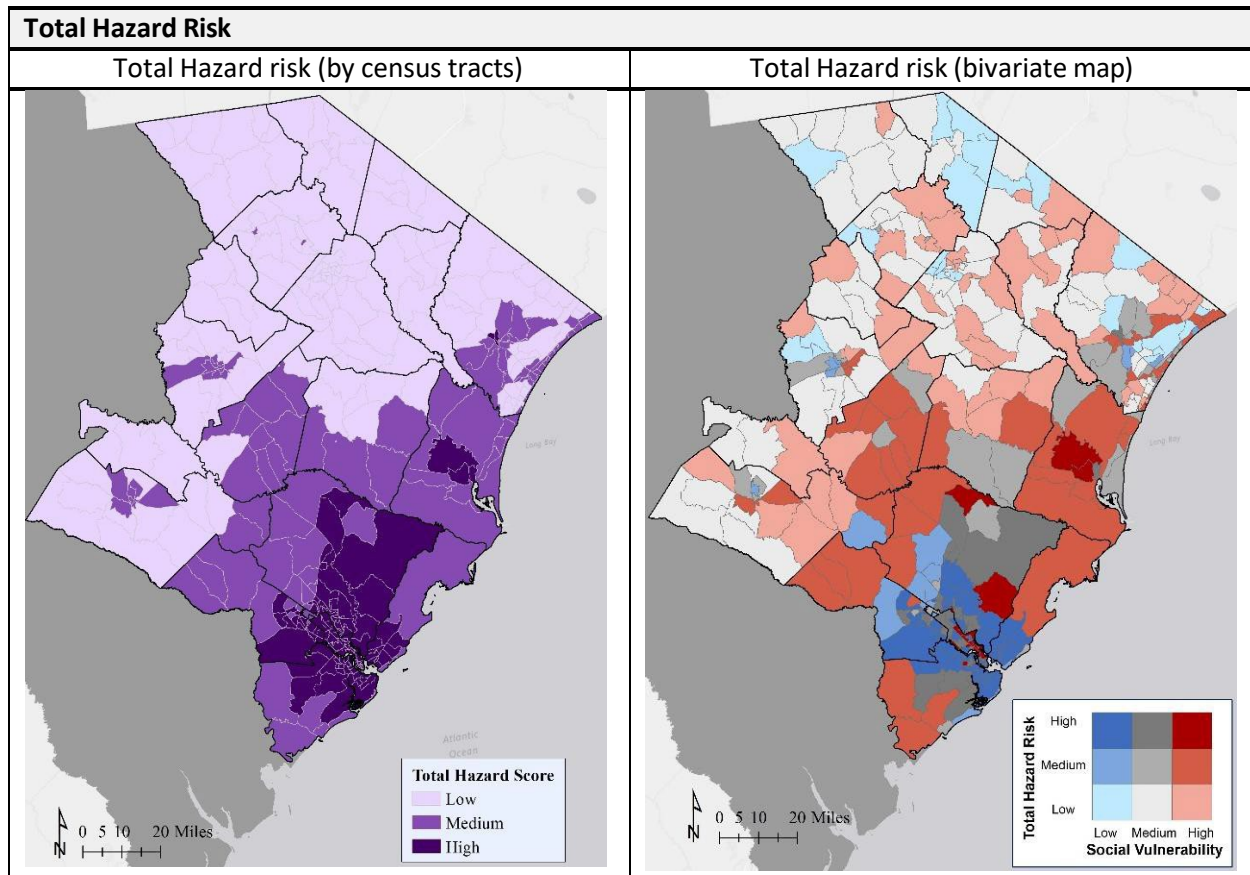 Total Hazard Risk
Total Hazard risk (by census tracts)
Total Hazard risk (bivariate map)
Long Bay
Atlantic
Ocean
Total Hazard Score
Low
Medium
High
N
0 5 10 20 Miles
Long Bay
Total Hazard Risk
High
Medium
Low
Low Medium High
Social Vulnerability
N
0 5 10 20 Miles